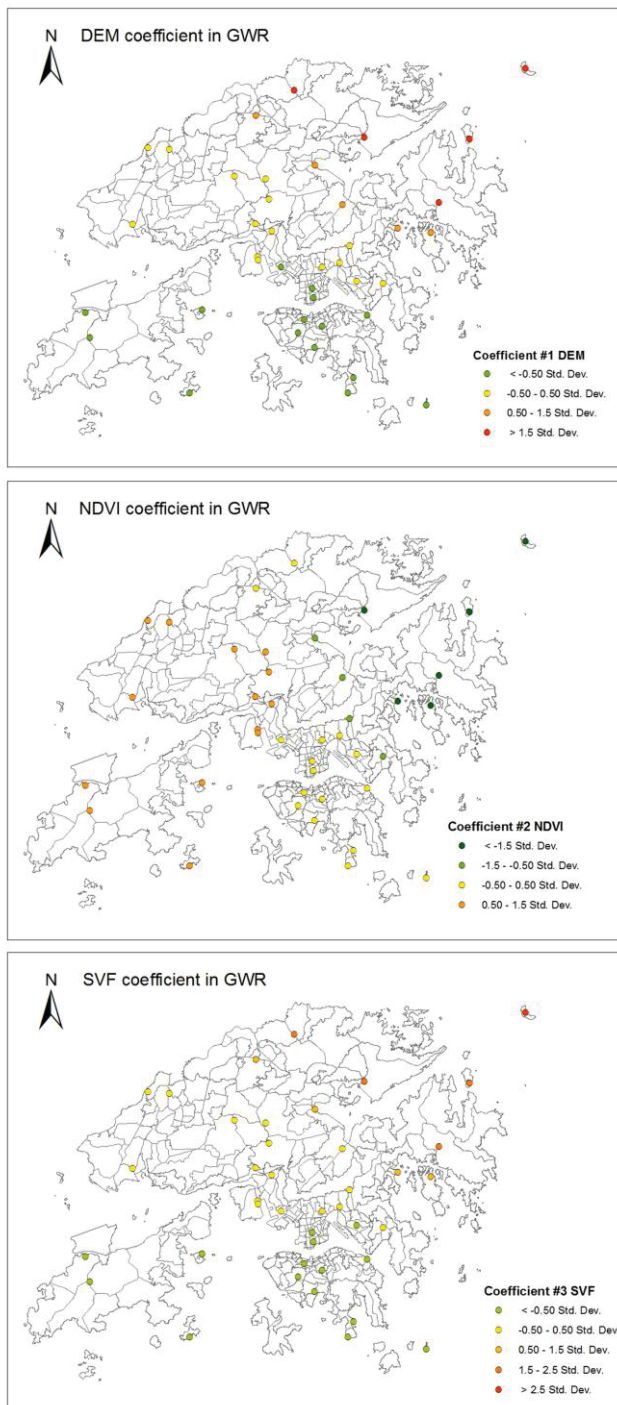 N
DEM coefficient in GWR
Coefficient #1 DEM
< -0.50 Std. Dev.
-0.50 - 0.50 Std. Dev.
0.50 - 1.5 Std. Dev.
> 1.5 Std. Dev.
N
NDVI coefficient in GWR
Coefficient #2 NDVI
< -1.5 Std. Dev.
-1.5 - -0.50 Std. Dev.
-0.50 - 0.50 Std. Dev.
0.50 - 1.5 Std. Dev.
N
SVF coefficient in GWR
Coefficient #3 SVF
< -0.50 Std. Dev.
-0.50 - 0.50 Std. Dev
0.50 - 1.5 Std. Dev.
1.5 - 2.5 Std. Dev.
> 2.5 Std. Dev.